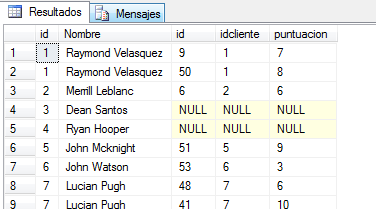 Resultados Mensajes
id Nombre id idcliente puntuacion
1 1 Raymond Velasquez 9 1 7
2 1 Raymond Velasquez 50 1 8
3 2 Merrill Leblanc 6 2 6
4 3 Dean Santos NULL NULL NULL
5 4 Ryan Hooper NULL NULL NULL
6 5 John Mcknight 51 5 9
7 6 John Watson 53 6 3
8 7 Lucian Pugh 48 7 6
9 7 Lucian Pugh 41 7 10